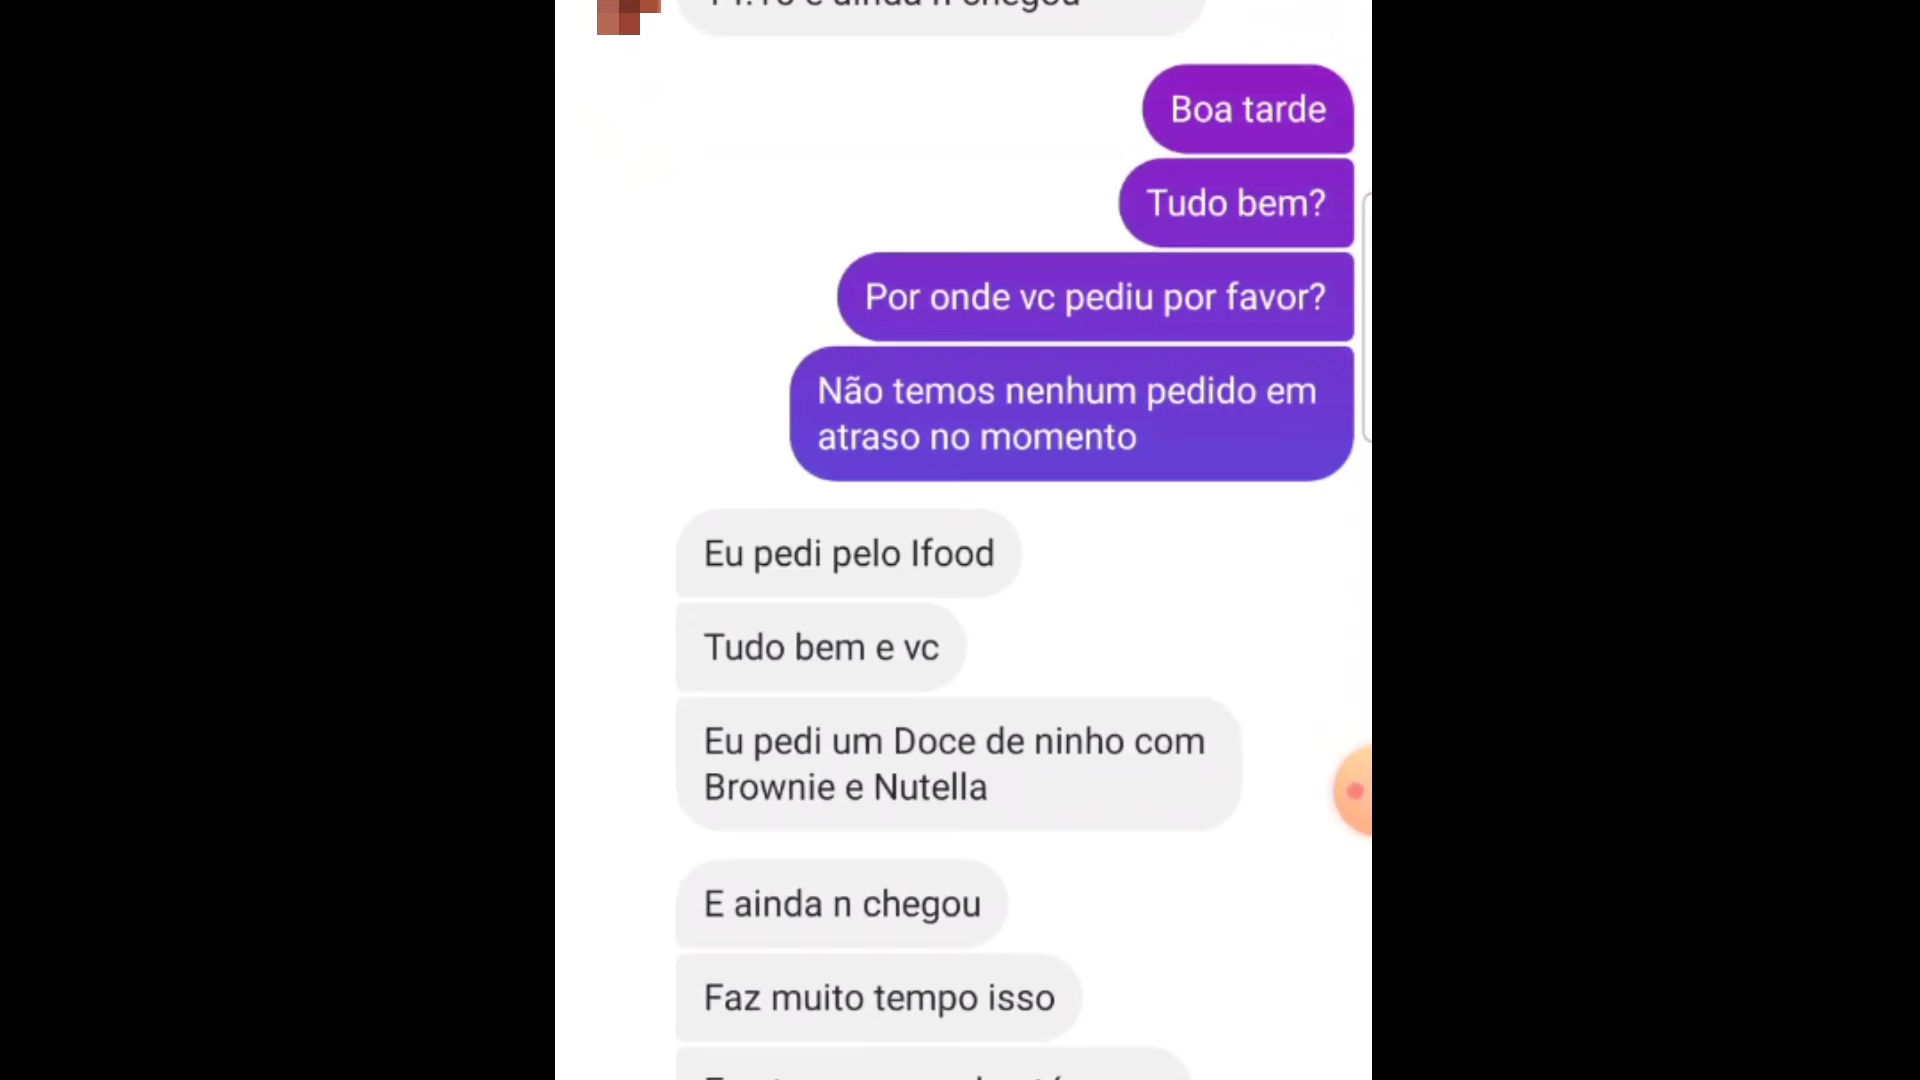 e ainda n chegou
Boa tarde
Tudo bem?
Por onde vc pediu por favor?
Não temos nenhum pedido em
atraso no momento
Eu pedi pelo Ifood
Tudo bem e vc
Eu pedi um Doce de ninho com
Brownie e Nutella
E ainda n chegou
Faz muito tempo isso